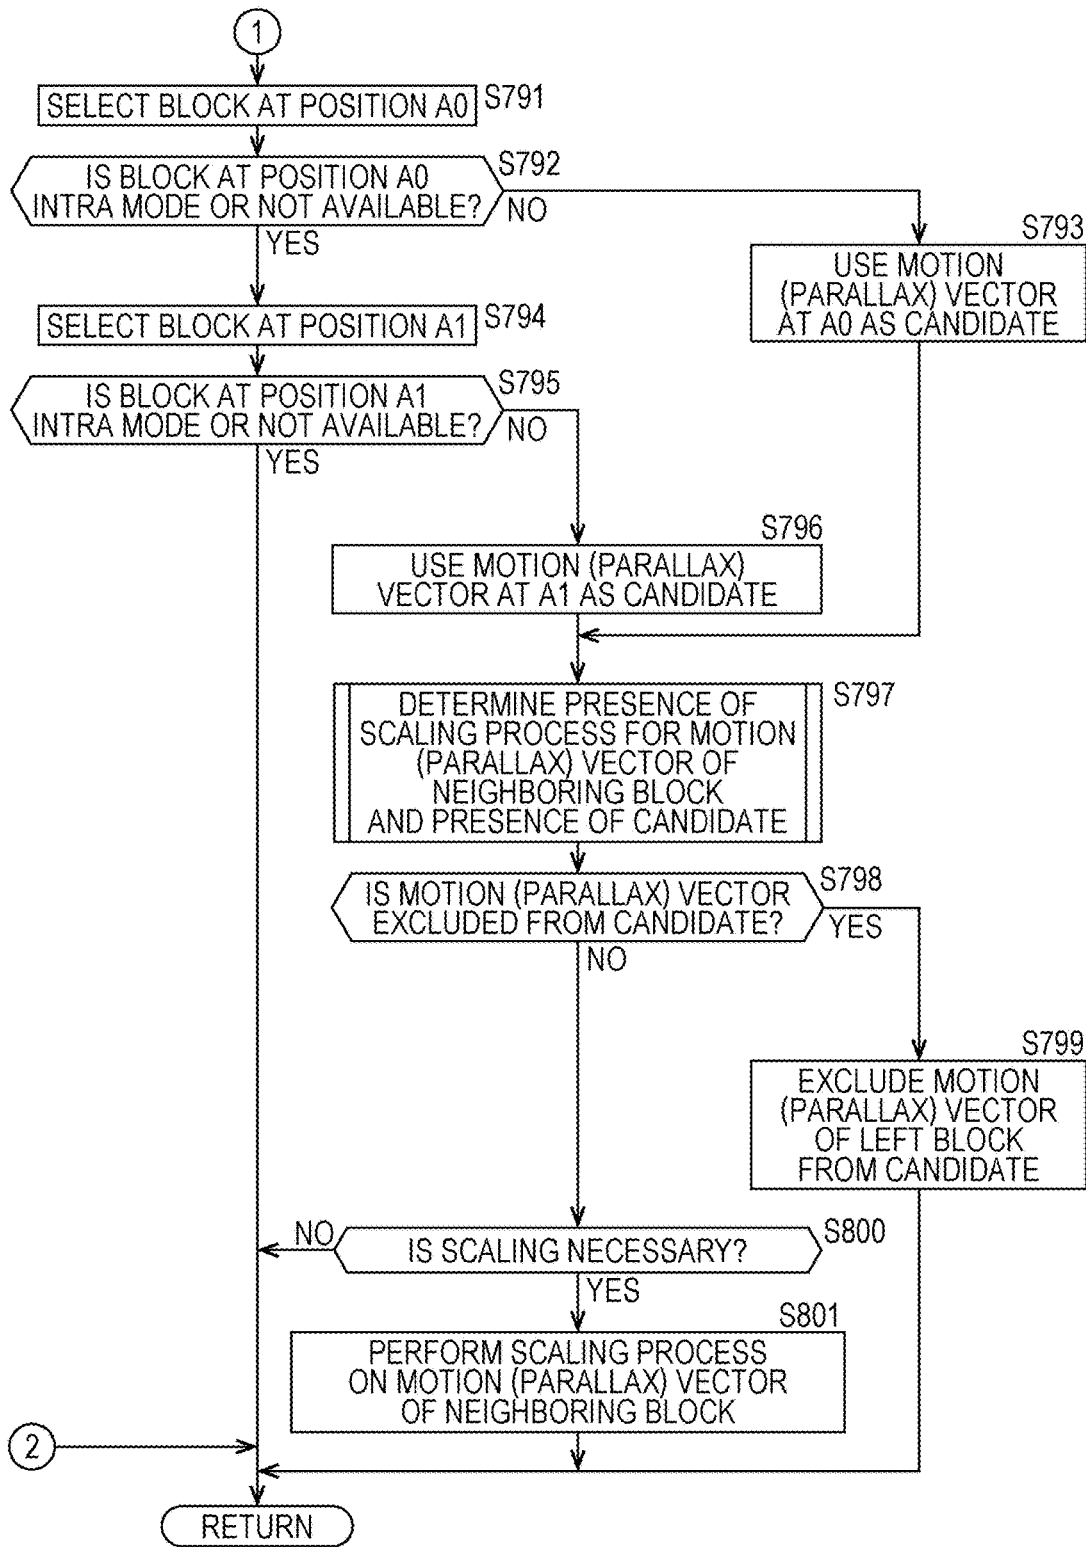 1
SELECT BLOCK AT POSITION A0
S791
IS BLOCK AT POSITION A0
INTRA MODE OR NOT AVAILABLE?
S792
NO
YES
S793
USE MOTION
(PARALLAX) VECTOR
AT A0 AS CANDIDATE
SELECT BLOCK AT POSITION A1
S794
IS BLOCK AT POSITION A1
INTRA MODE OR NOT AVAILABLE?
S795
NO
YES
S796
USE MOTION (PARALLAX)
VECTOR AT A1 AS CANDIDATE
DETERMINE PRESENCE OF
SCALING PROCESS FOR MOTION
(PARALLAX) VECTOR OF
NEIGHBORING BLOCK
AND PRESENCE OF CANDIDATE
S797
IS MOTION (PARALLAX) VECTOR
EXCLUDED FROM CANDIDATE?
S798
YES
NO
S799
EXCLUDE MOTION
(PARALLAX) VECTOR
OF LEFT BLOCK
FROM CANDIDATE
NO
IS SCALING NECESSARY?
S800
YES
S801
PERFORM SCALING PROCESS
ON MOTION (PARALLAX) VECTOR
OF NEIGHBORING BLOCK
2
RETURN